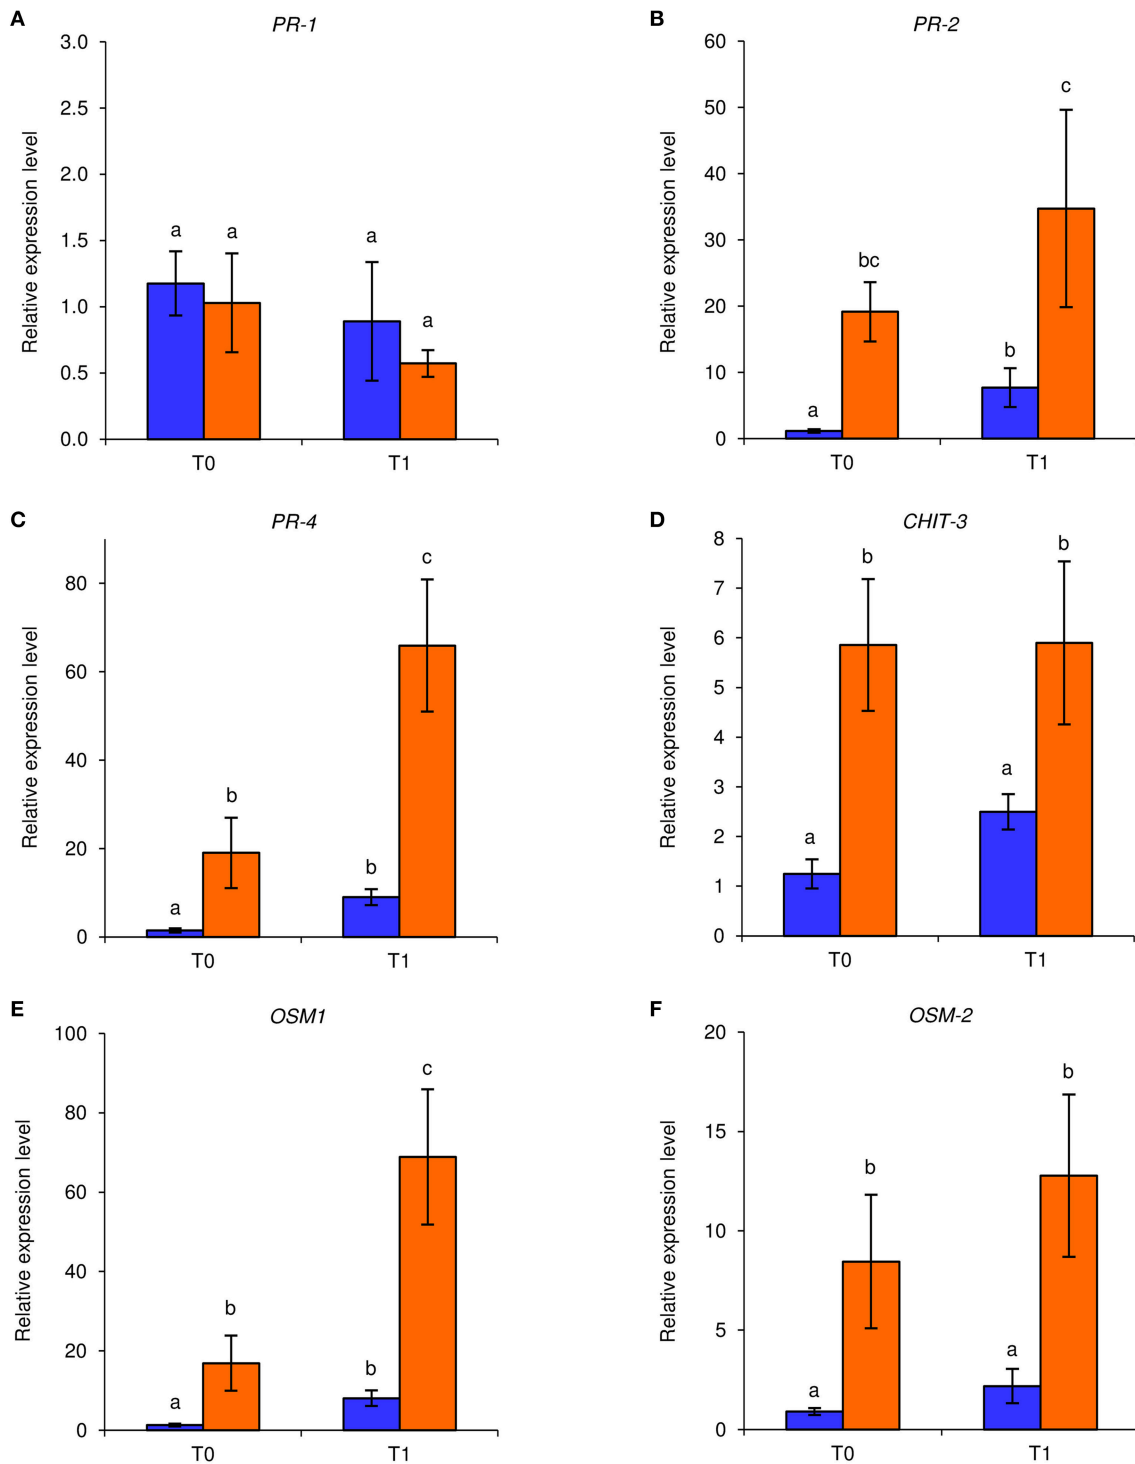 A
PR-1
3.0
2.5
2.0
1.5
1.0
0.5
0.0
Relative expression level
a
a
a
a
T0
T1
B
PR-2
60
50
40
30
20
10
0
Relative expression level
a
bc
b
c
T0
T1
C
PR-4
80
60
40
20
0
Relative expression level
a
b
b
c
T0
T1
D
CHIT-3
8
7
6
5
4
3
2
1
0
Relative expression level
a
b
a
b
T0
T1
E
OSM1
100
80
60
40
20
0
Relative expression level
a
b
b
c
T0
T1
F
OSM-2
20
15
10
5
0
Relative expression level
a
b
a
b
T0
T1